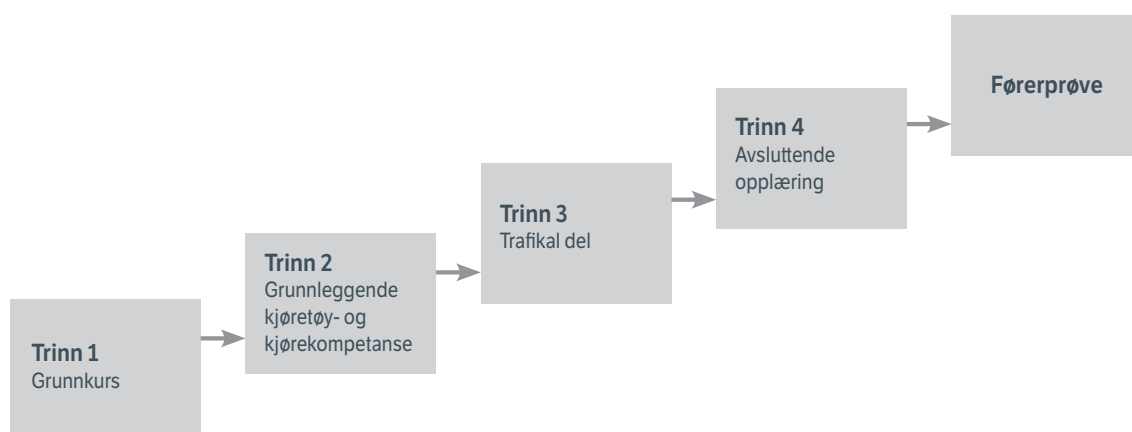 Trinn 1
Grunnkurs
Trinn 2
Grunnleggende
kjøretøy- og
kjørekompetanse
Trinn 3
Trafikal del
Trinn 4
Avsluttende
opplæring
Førerprøve